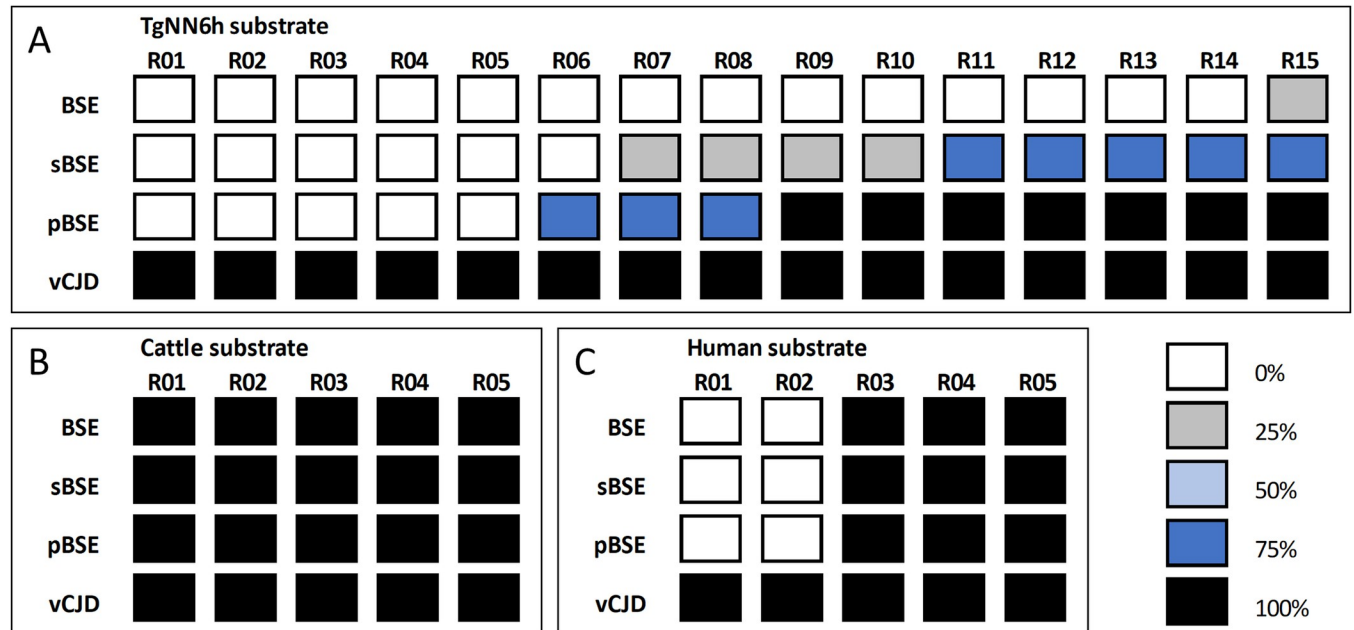 A
TgNN6h substrate
R01 R02 R03 R04 R05 R06 R07 R08 R09 R10 R11 R12 R13 R14 R15
BSE
sBSE
pBSE
vCJD
B
Cattle substrate
R01 R02 R03 R04 R05
BSE
sBSE
pBSE
vCJD
C
Human substrate
R01 R02 R03 R04 R05
BSE
sBSE
pBSE
vCJD
0%
25%
50%
75%
100%